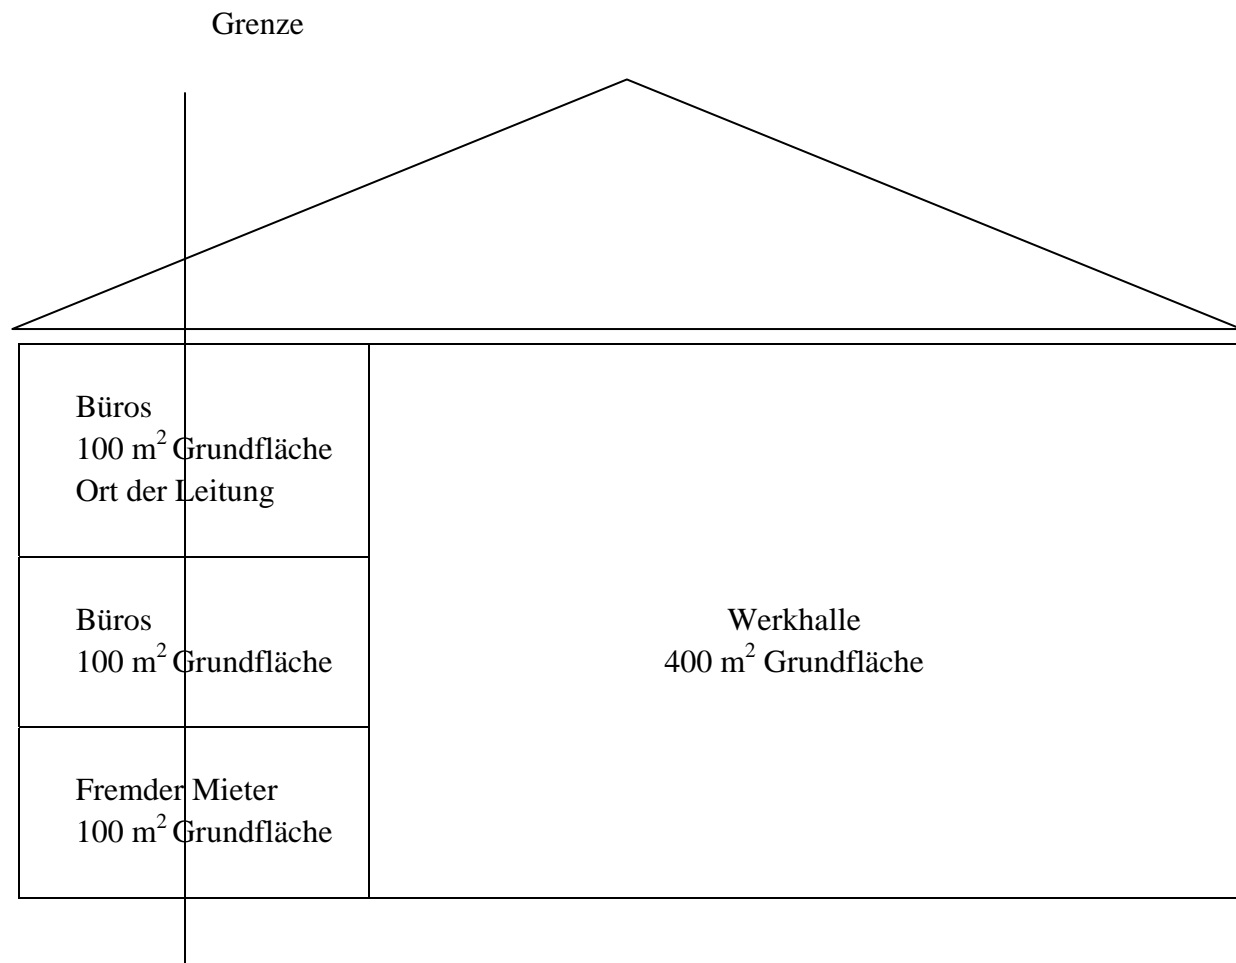 Grenze
Büros
100 m² Grundfläche
Ort der Leitung
Büros
100 m² Grundfläche
Werkhalle
400 m² Grundfläche
Fremder Mieter
100 m² Grundfläche